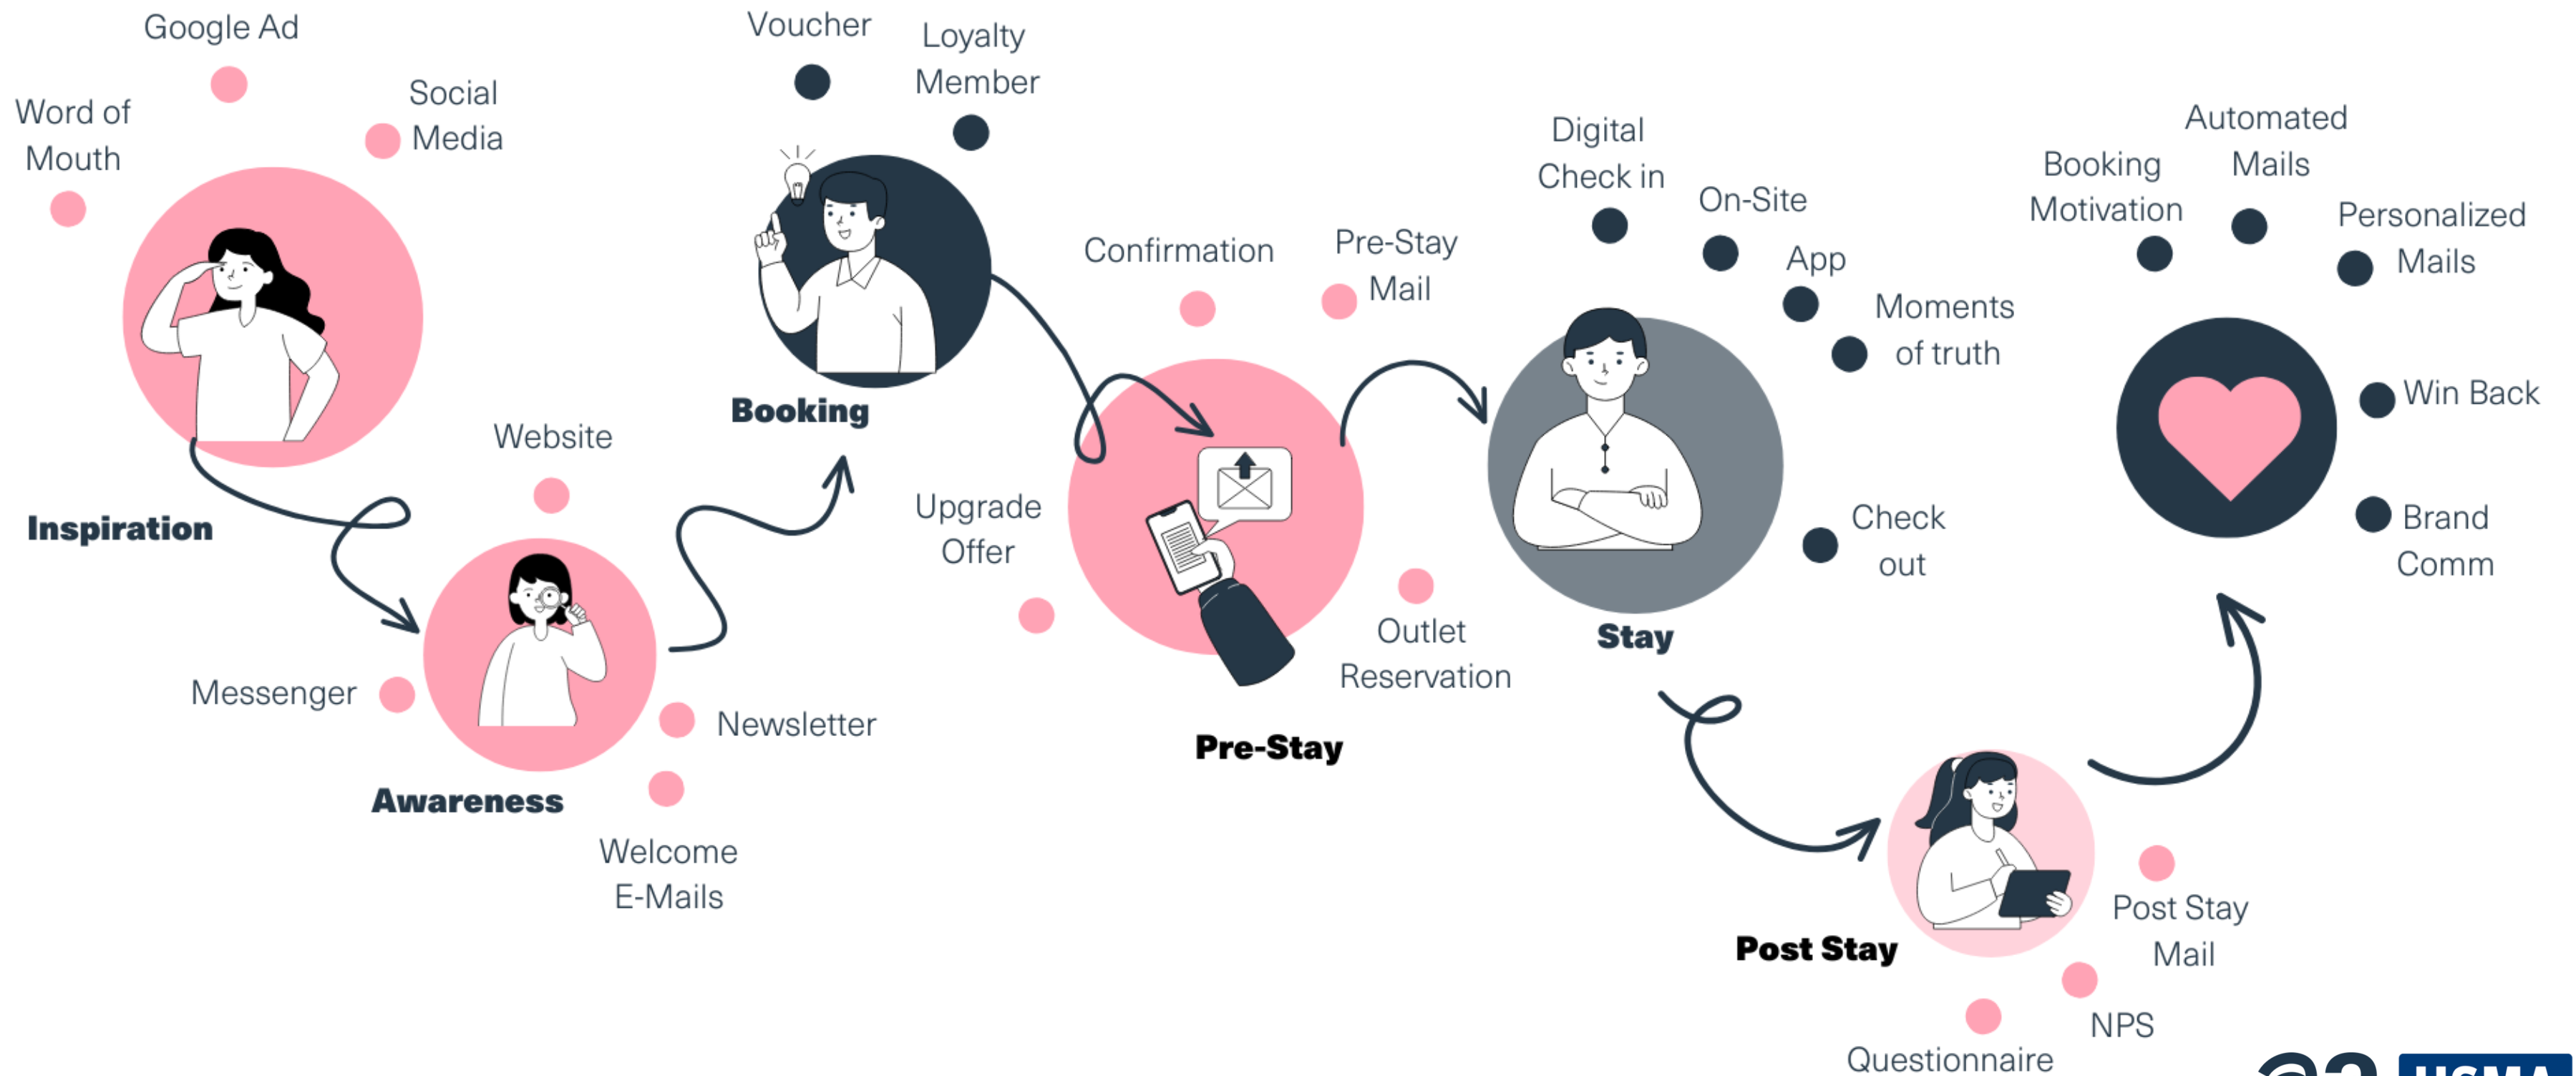 Google Ad
Word of
Mouth
Social
Media
Inspiration
Website
Messenger
Newsletter
Awareness
Welcome
E-Mails
Voucher
Loyalty
Member
Booking
Confirmation
Pre-Stay
Mail
Upgrade
Offer
Outlet
Reservation
Pre-Stay
Digital
Check in
On-Site
App
Moments
of truth
Check
out
Stay
Post Stay
Post Stay
Mail
NPS
Questionnaire
Booking
Motivation
Automated
Mails
Personalized
Mails
Win Back
Brand
Comm